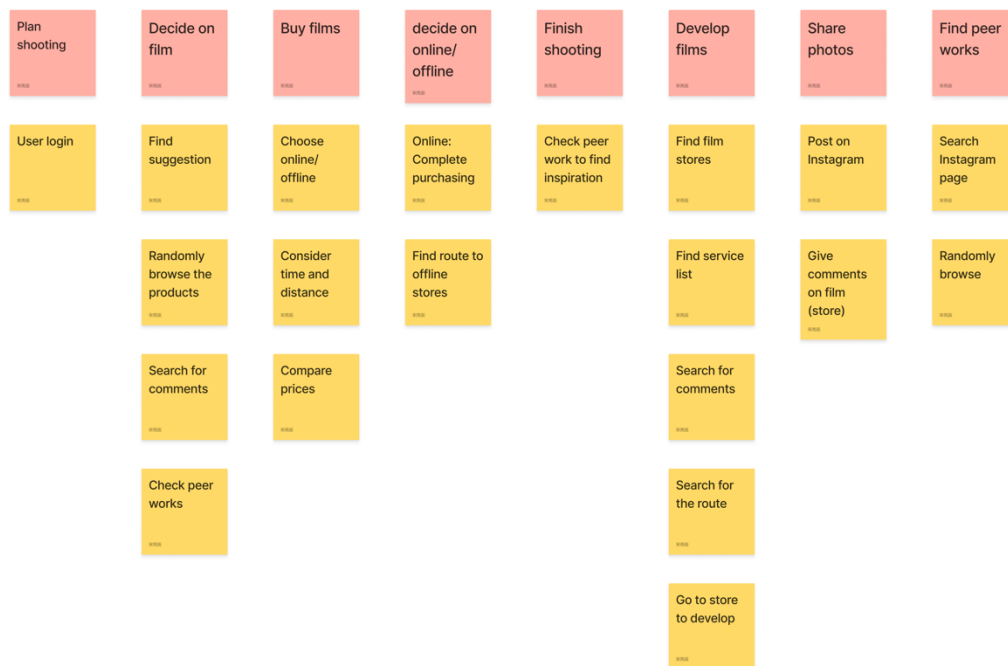 Plan
shooting
Decide on
film
Buy films
decide on
online/
offline
Finish
shooting
Develop
films
Share
photos
Find peer
works
User login
Find
suggestion
Choose
online/
offline
Online:
Complete
purchasing
Check peer
work to find
inspiration
Find film
stores
Post on
Instagram
Search
Instagram
page
Randomly
browse the
products
Consider
time and
distance
Find route to
offline
stores
Find service
list
Give
comments
on film
(store)
Randomly
browse
Search for
comments
Compare
prices
Search for
comments
Check peer
works
Search for
the route
Go to store
to develop